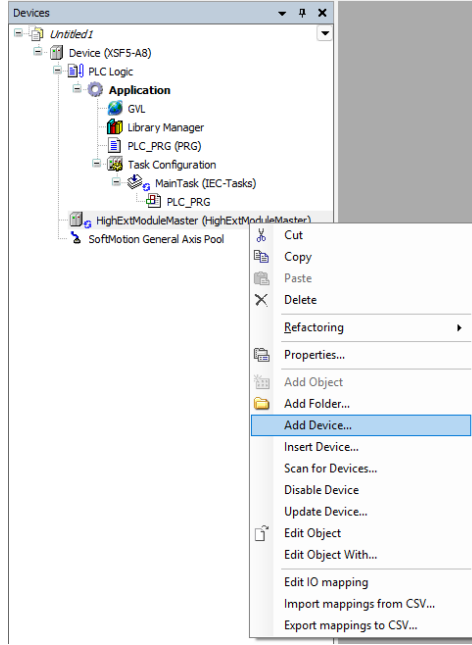 Devices
Untitled1
Device (XSF5-A8)
PLC Logic
Application
GVL
Library Manager
PLC_PRG (PRG)
Task Configuration
MainTask (IEC-Tasks)
PLC_PRG
HighExtModuleMaster (HighExtModuleMaster)
SoftMotion General Axis Pool
Cut
Copy
Paste
Delete
Refactoring
Properties...
Add Object
Add Folder...
Add Device...
Insert Device...
Scan for Devices...
Disable Device
Update Device...
Edit Object
Edit Object With...
Edit IO mapping
Import mappings from CSV...
Export mappings to CSV...